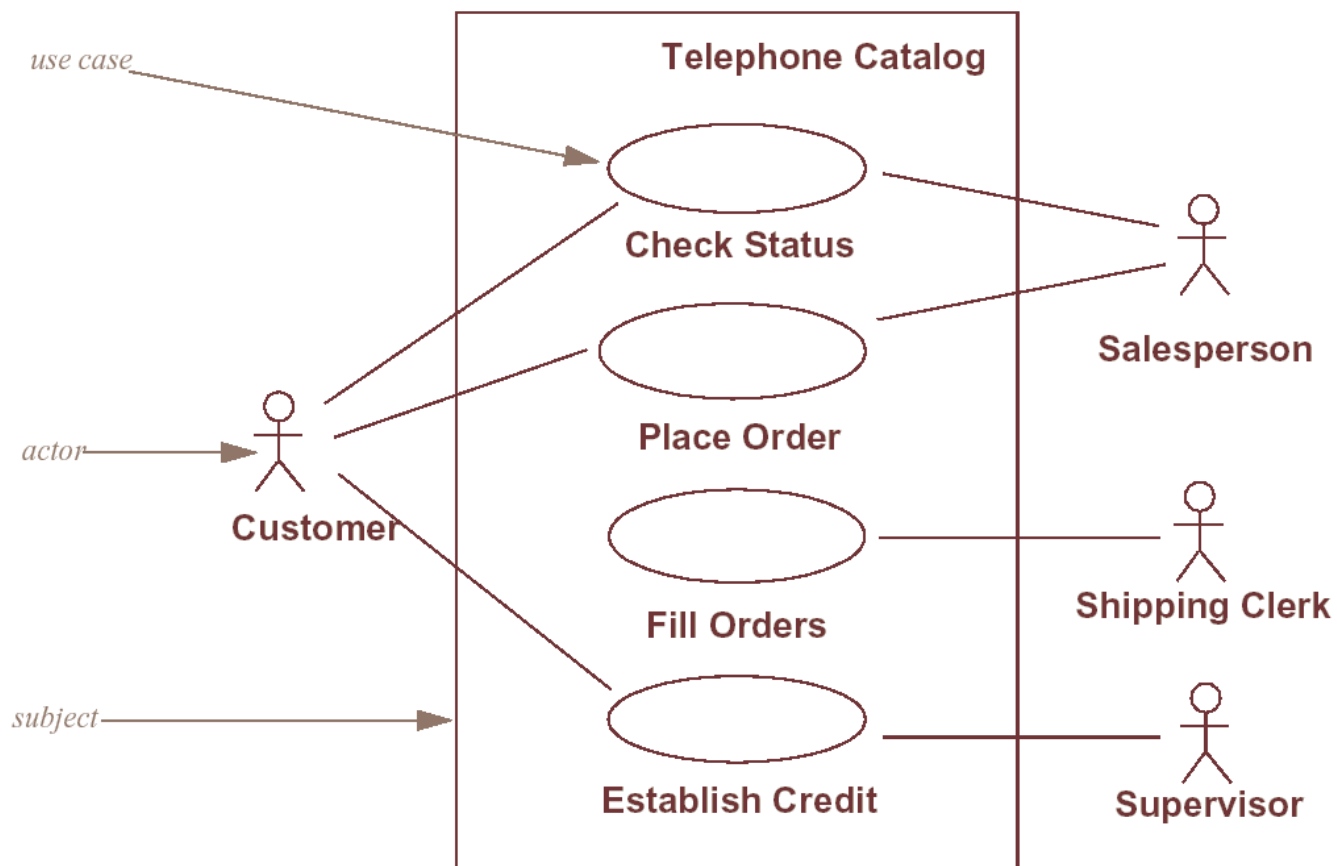 use case
Telephone Catalog
Check Status
Salesperson
Place Order
actor
Customer
Shipping Clerk
Fill Orders
subject
Establish Credit
Supervisor